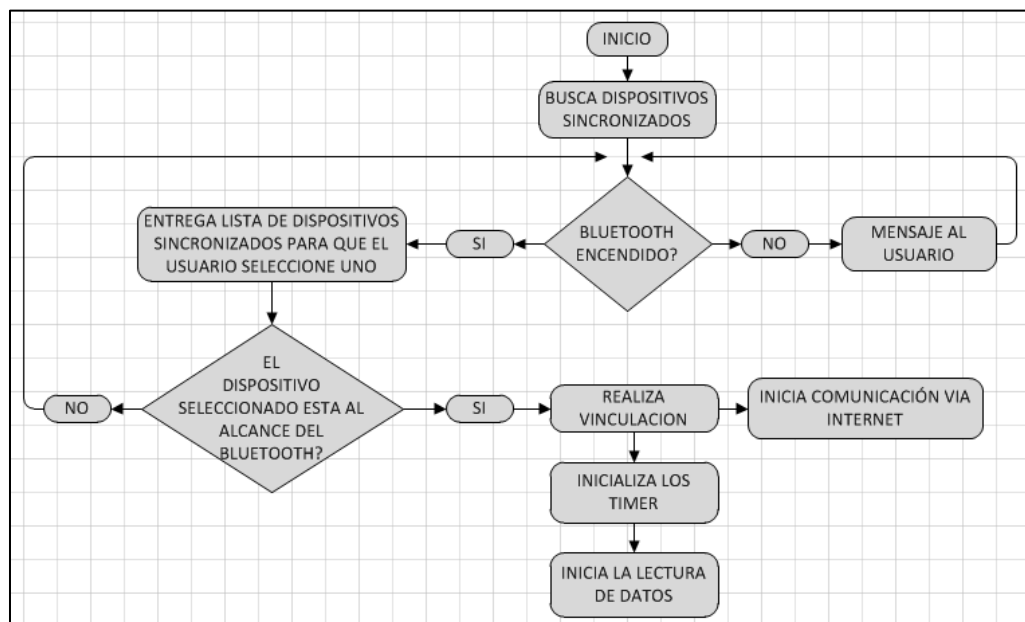 INICIO
BUSCA DISPOSITIVOS
SINCRONIZADOS
ENTREGA LISTA DE DISPOSITIVOS
SINCRONIZADOS PARA QUE EL
USUARIO SELECCIONE UNO
SI
BLUETOOTH
ENCENDIDO?
NO
MENSAJE AL
USUARIO
NO
EL
DISPOSITIVO
SELECCIONADO ESTA AL
ALCANCE DEL
BLUETOOTH?
SI
REALIZA
VINCULACION
INICIA COMUNICACIÓN VIA
INTERNET
INICIALIZA LOS
TIMER
INICIA LA LECTURA
DE DATOS